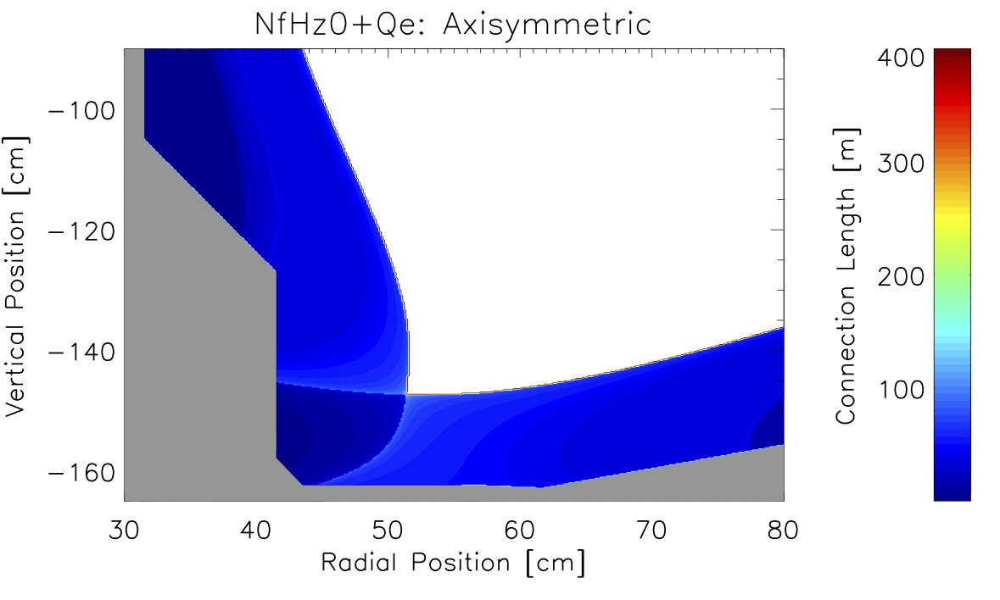 NfHz0+Qe: Axisymmetric
Vertical Position [cm]
−100
−120
−140
−160
30 40 50 60 70 80
Radial Position [cm]
Connection Length [m]
400
300
200
100